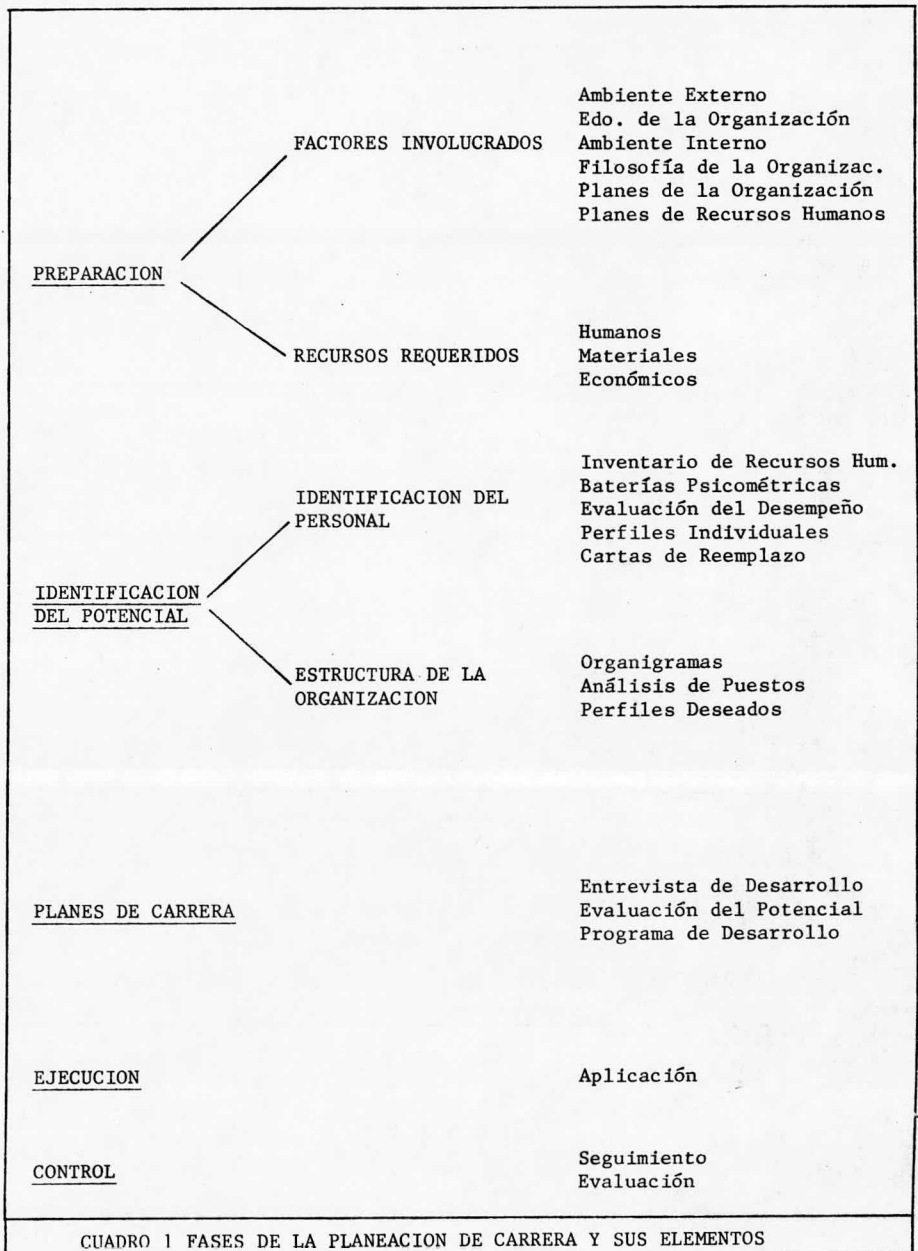 Ambiente Externo
Edo. de la Organización
FACTORES INVOLUCRADOS Ambiente Interno
Filosofía de la Organizac.
Planes de la Organización
Planes de Recursos Humanos
PREPARACION
Humanos
RECURSOS REQUERIDOS Materiales
Económicos
Inventario de Recursos Hum.
IDENTIFICACION DEL Baterías Psicométricas
PERSONAL Evaluación del Desempeño
Perfiles Individuales
Cartas de Reemplazo
IDENTIFICACION
DEL POTENCIAL
ESTRUCTURA DE LA Organigramas
ORGANIZACION Análisis de Puestos
Perfiles Deseados
Entrevista de Desarrollo
PLANES DE CARRERA Evaluación del Potencial
Programa de Desarrollo
EJECUCION Aplicación
Seguimiento
CONTROL Evaluación
CUADRO 1 FASES DE LA PLANEACION DE CARRERA Y SUS ELEMENTOS